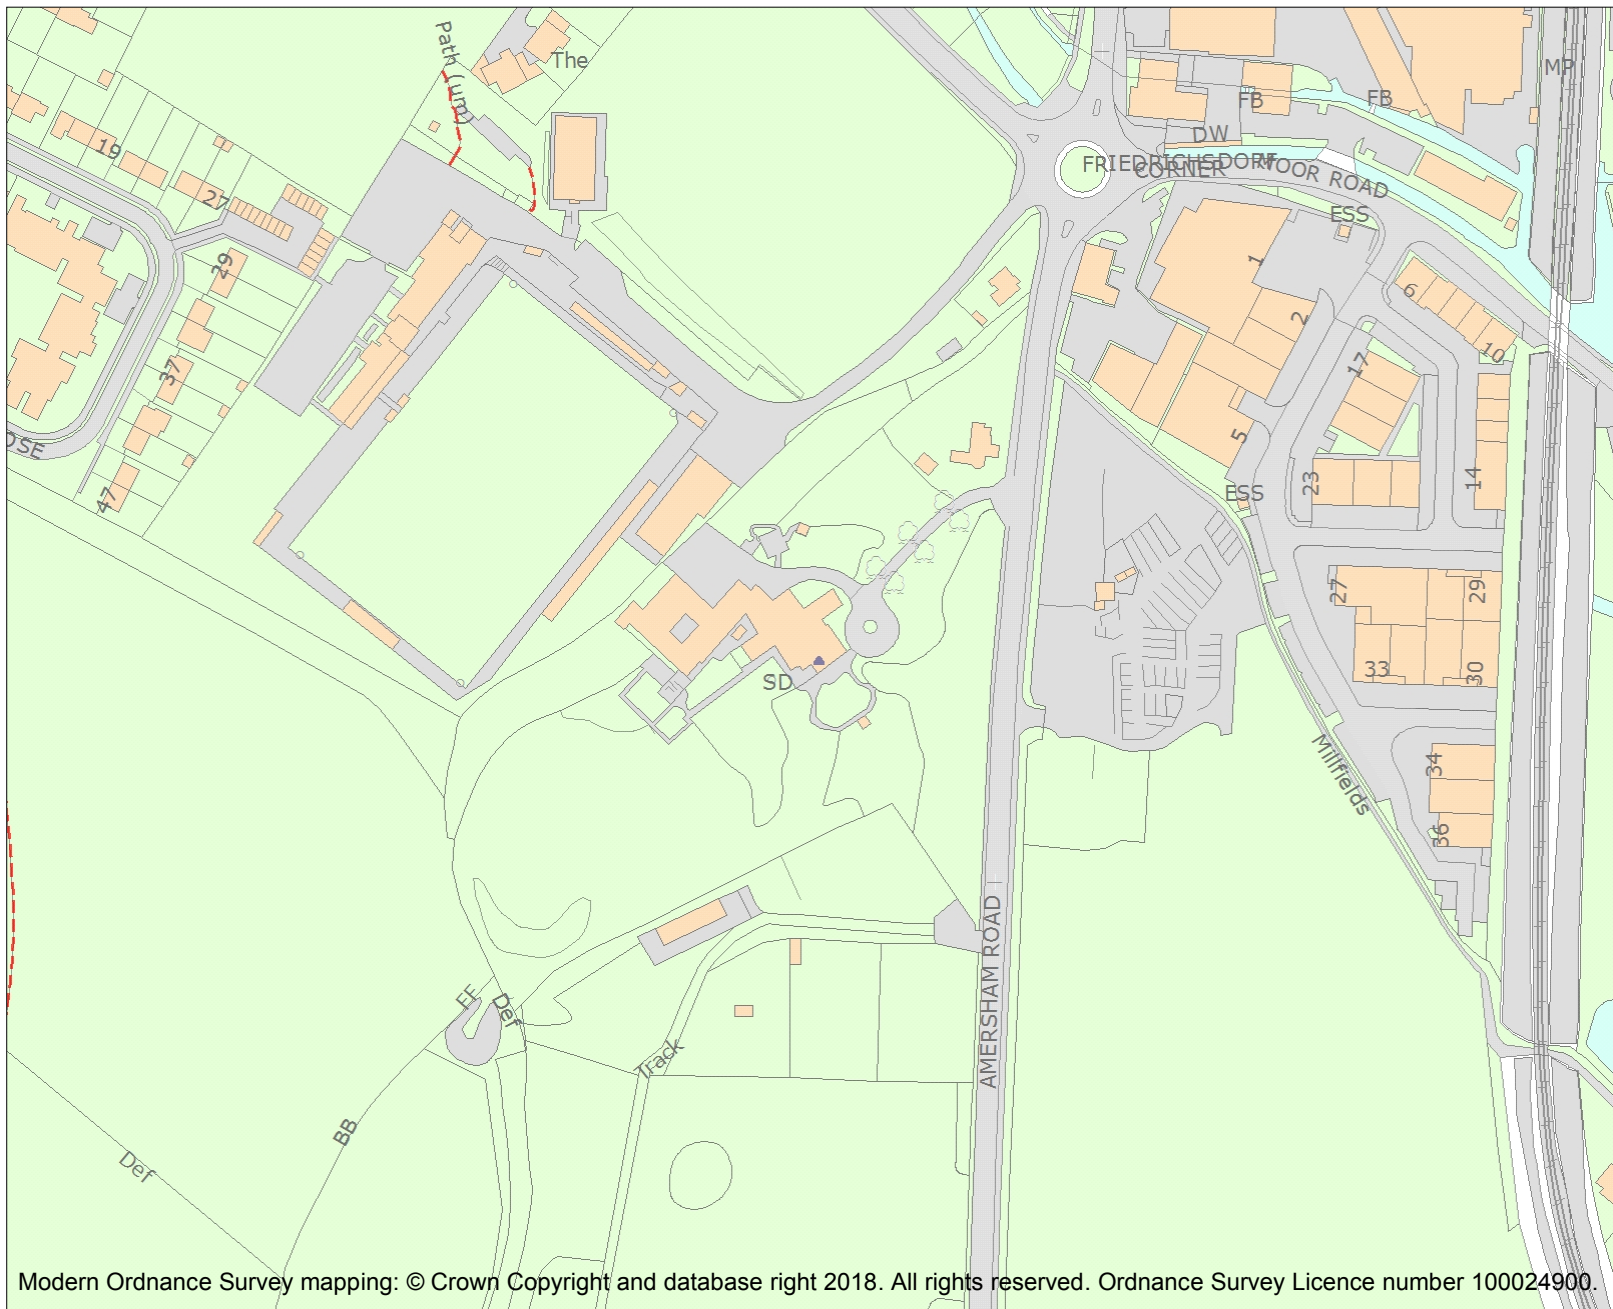 Path (um)
The
MP
FB
FB
DW
FRIEDRICHSDORF
CORNER
MOOR ROAD
19
27
ESS
1
29
6
2
10
17
37
5
OSE
14
23
ESS
47
27
29
33
30
SD
Millfields
34
36
AMERSHAM ROAD
FF
Def
Track
BB
Def
Modern Ordnance Survey mapping: © Crown Copyright and database right 2018. All rights reserved. Ordnance Survey Licence number 100024900.